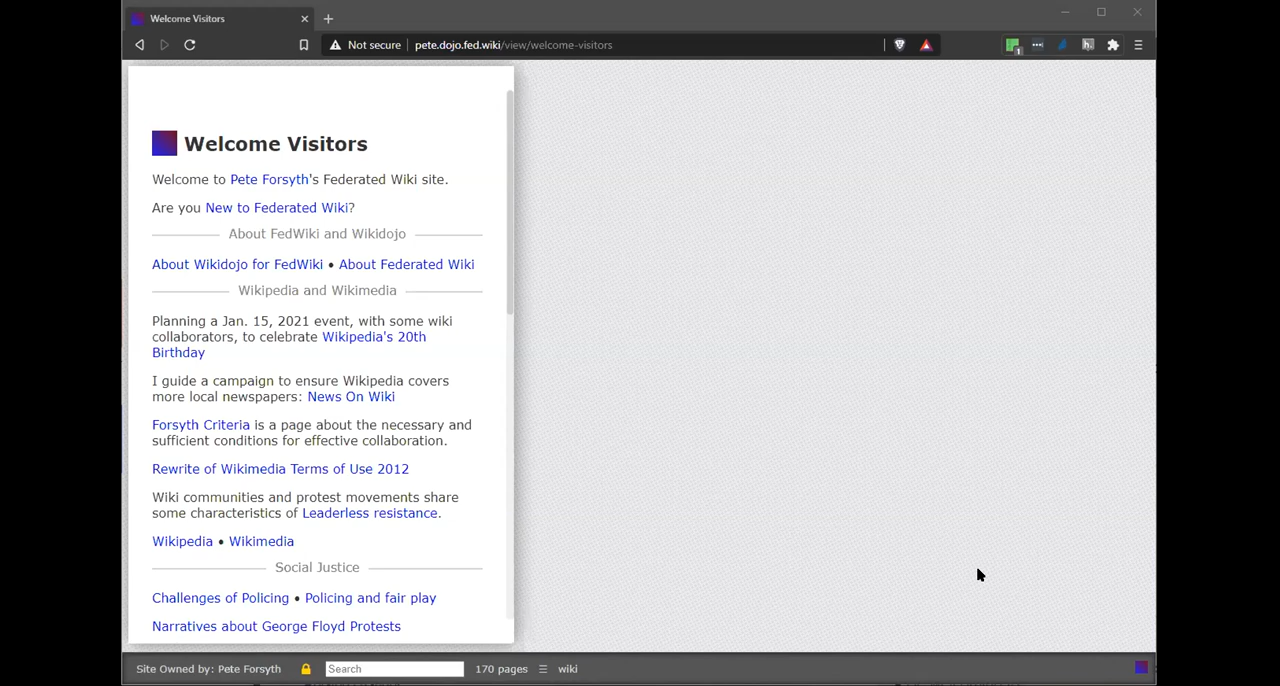 Welcome Visitors
Not secure pete.dojo.fed.wiki/view/welcome-visitors
1
h.
Welcome Visitors
Welcome to Pete Forsyth's Federated Wiki site.
Are you New to Federated Wiki?
About FedWiki and Wikidojo
About Wikidojo for FedWiki • About Federated Wiki
Wikipedia and Wikimedia
Planning a Jan. 15, 2021 event, with some wiki
collaborators, to celebrate Wikipedia's 20th
Birthday
I guide a campaign to ensure Wikipedia covers
more local newspapers: News On Wiki
Forsyth Criteria is a page about the necessary and
sufficient conditions for effective collaboration.
Rewrite of Wikimedia Terms of Use 2012
Wiki communities and protest movements share
some characteristics of Leaderless resistance.
Wikipedia • Wikimedia
Social Justice
Challenges of Policing • Policing and fair play
Narratives about George Floyd Protests
Site Owned by: Pete Forsyth Search 170 pages ☰ wiki